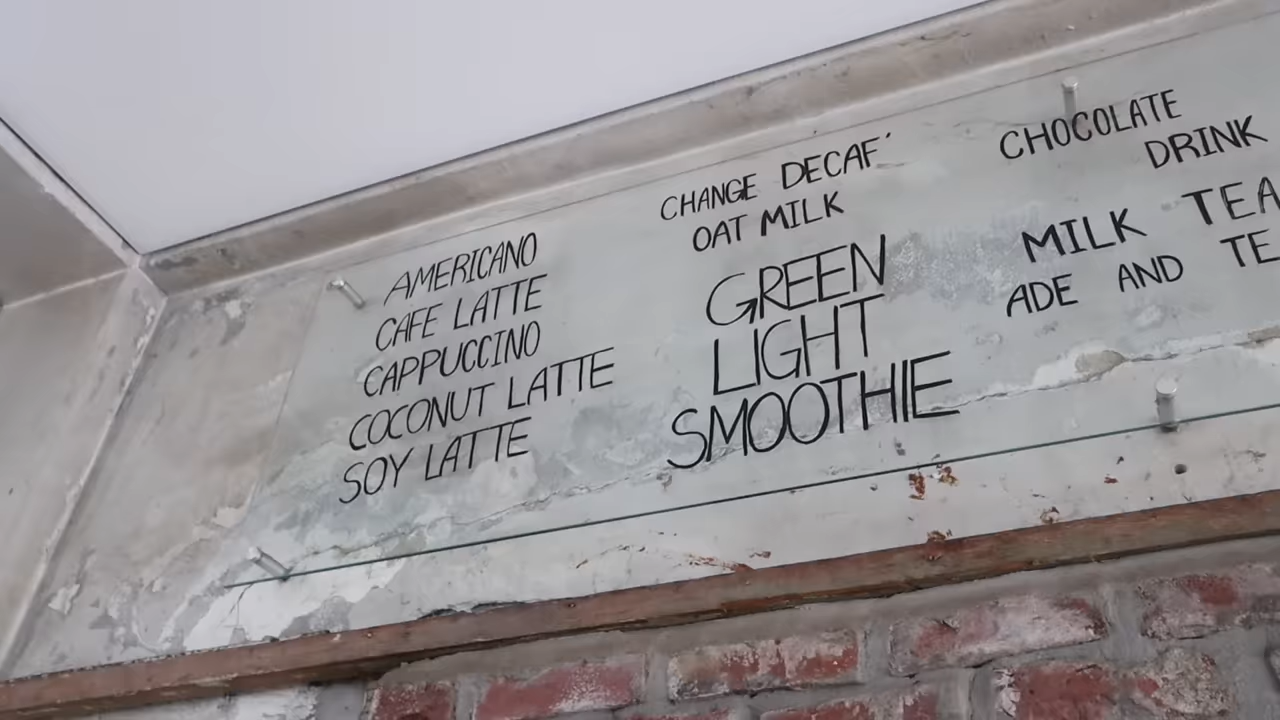 AMERICANO
CAFE LATTE
CAPPUCCINO
COCONUT LATTE
SOY LATTE
CHANGE DECAF
OAT MILK
GREEN
LIGHT
SMOOTHIE
CHOCOLATE
DRINK
MILK TEA
ADE AND